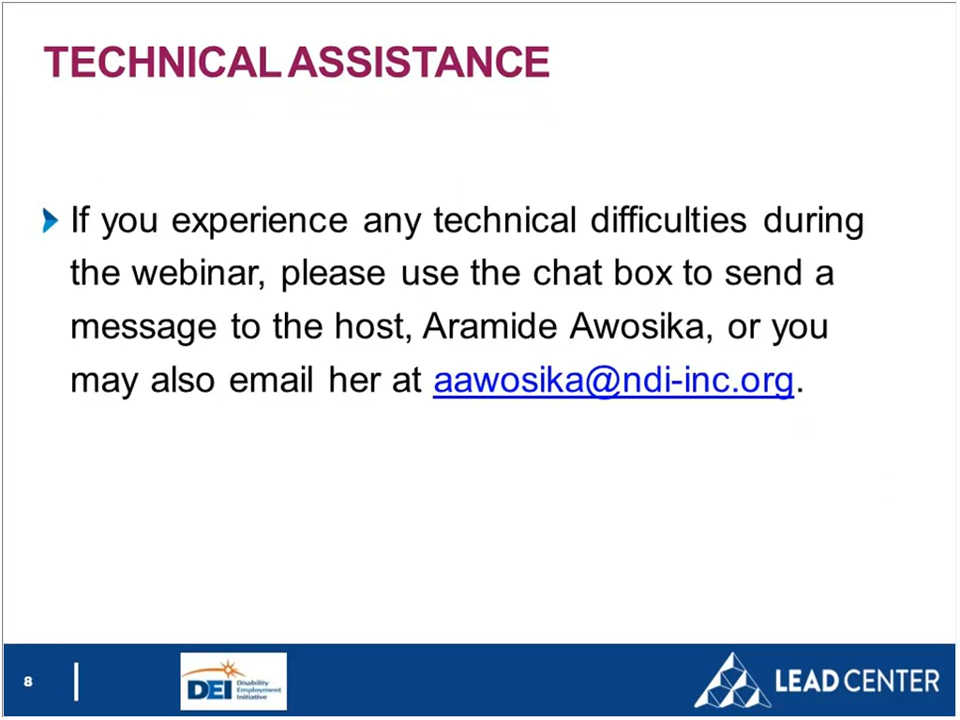 TECHNICAL ASSISTANCE
If you experience any technical difficulties during
the webinar, please use the chat box to send a
message to the host, Aramide Awosika, or you
may also email her at aawosika@ndi-inc.org.
8
DEI
Disability
Employment
Initiative
LEAD CENTER